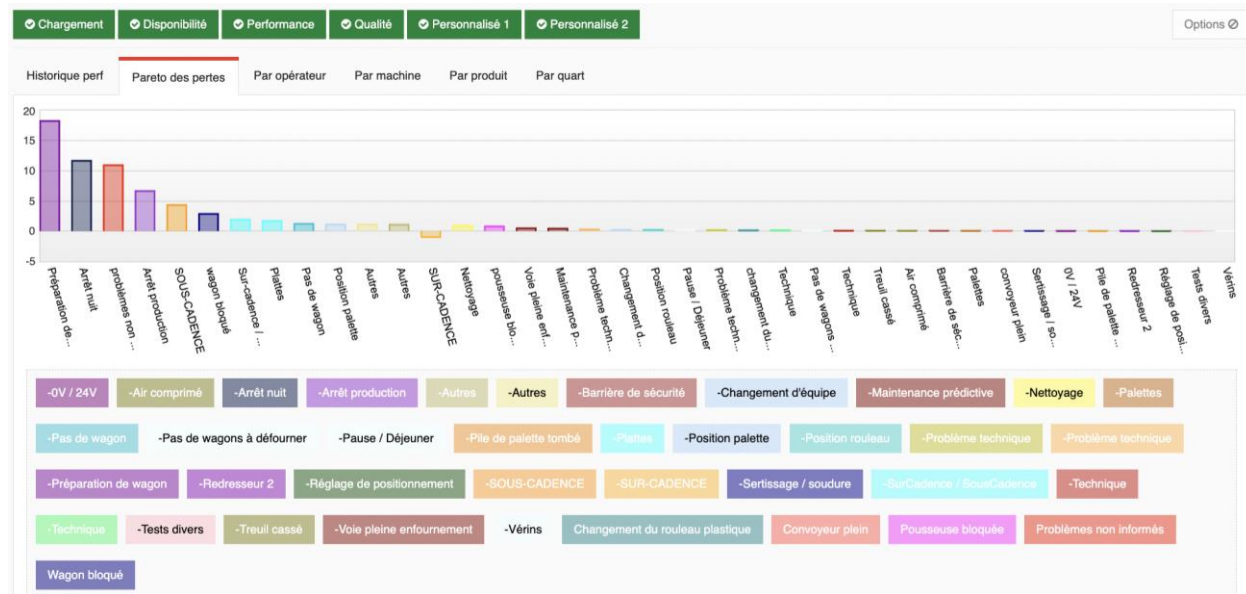 Chargement Disponibilité Performance Qualité Personnalisé 1 Personnalisé 2 Options
Historique perf Pareto des pertes Par opérateur Par machine Par produit Par quart
20
15
10
5
0
-5
Préparation de...
Arrêt nuit
problèmes non ...
Arrêt production
SOUS-CADENCE
wagon bloqué
Sur-cadence / ...
Plattes
Pas de wagon
Position palette
Autres
Autres
SUR-CADENCE
Nettoyage
pousseuse blo...
Voie pleine enf...
Maintenance p...
Problème techn...
Changement d...
Position rouleau
Pause / Déjeuner
Problème techn...
changement du...
Technique
Pas de wagons ...
Technique
Treuil cassé
Air comprimé
Barrière de séc...
Palettes
convoyeur plein
Sertissage / so...
0V / 24V
Pile de palette ...
Redresseur 2
Réglage de posi...
Tests divers
Vérins
-0V / 24V -Air comprimé -Arrêt nuit -Arrêt production -Autres -Autres -Barrière de sécurité -Changement d'équipe -Maintenance prédictive -Nettoyage -Palettes
-Pas de wagon -Pas de wagons à défourner -Pause / Déjeuner -Pile de palette tombé -Plattes -Position palette -Position rouleau -Problème technique -Problème technique
-Préparation de wagon -Redresseur 2 -Réglage de positionnement -SOUS-CADENCE -SUR-CADENCE -Sertissage / soudure -SurCadence / SousCadence -Technique
-Technique -Tests divers -Treuil cassé -Voie pleine enfournement -Vérins Changement du rouleau plastique Convoyeur plein Pousseuse bloquée Problèmes non informés
Wagon bloqué